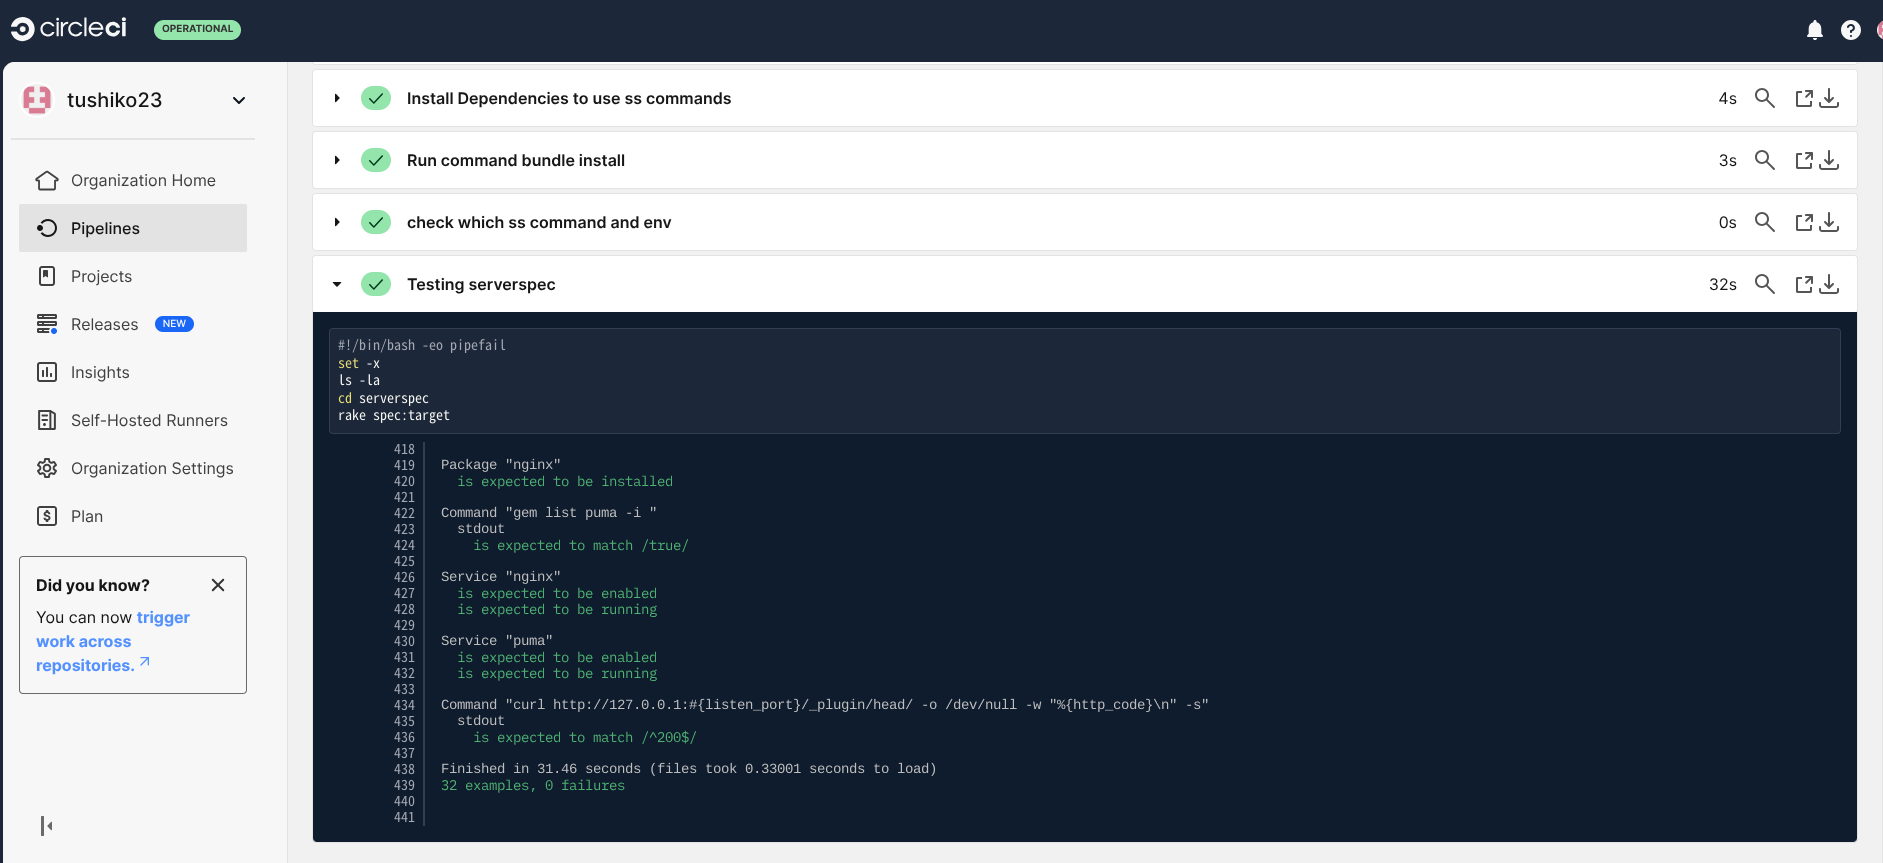 circleci
OPERATIONAL
tushiko23
Organization Home
Pipelines
Projects
Releases NEW
Insights
Self-Hosted Runners
Organization Settings
Plan
Did you know?
You can now trigger
work across
repositories.
Install Dependencies to use ss commands 4s
Run command bundle install 3s
check which ss command and env 0s
Testing serverspec 32s
#!/bin/bash -eo pipefail
set -x
ls -la
cd serverspec
rake spec:target
418
419 Package "nginx"
420 is expected to be installed
421
422 Command "gem list puma -i "
423 stdout
424 is expected to match /true/
425
426 Service "nginx"
427 is expected to be enabled
428 is expected to be running
429
430 Service "puma"
431 is expected to be enabled
432 is expected to be running
433
434 Command "curl http://127.0.0.1:#{listen_port}/_plugin/head/ -o /dev/null -w "%{http_code}\n" -s"
435 stdout
436 is expected to match /^200$/
437
438 Finished in 31.46 seconds (files took 0.33001 seconds to load)
439 32 examples, 0 failures
440
441